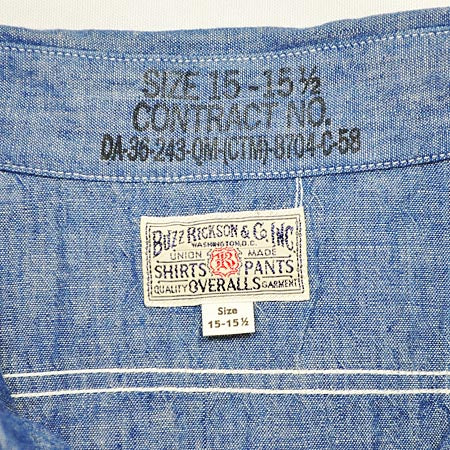 SIZE 15-15½
CONTRACT NO.
DA-36-243-QM-(CTM)-8704-C-58
BUZZ RICKSON & CO. INC
WASHINGTON, D.C.
UNION MADE
R
SHIRTS PANTS
QUALITY OVERALLS GARMENT
Size
15-15½